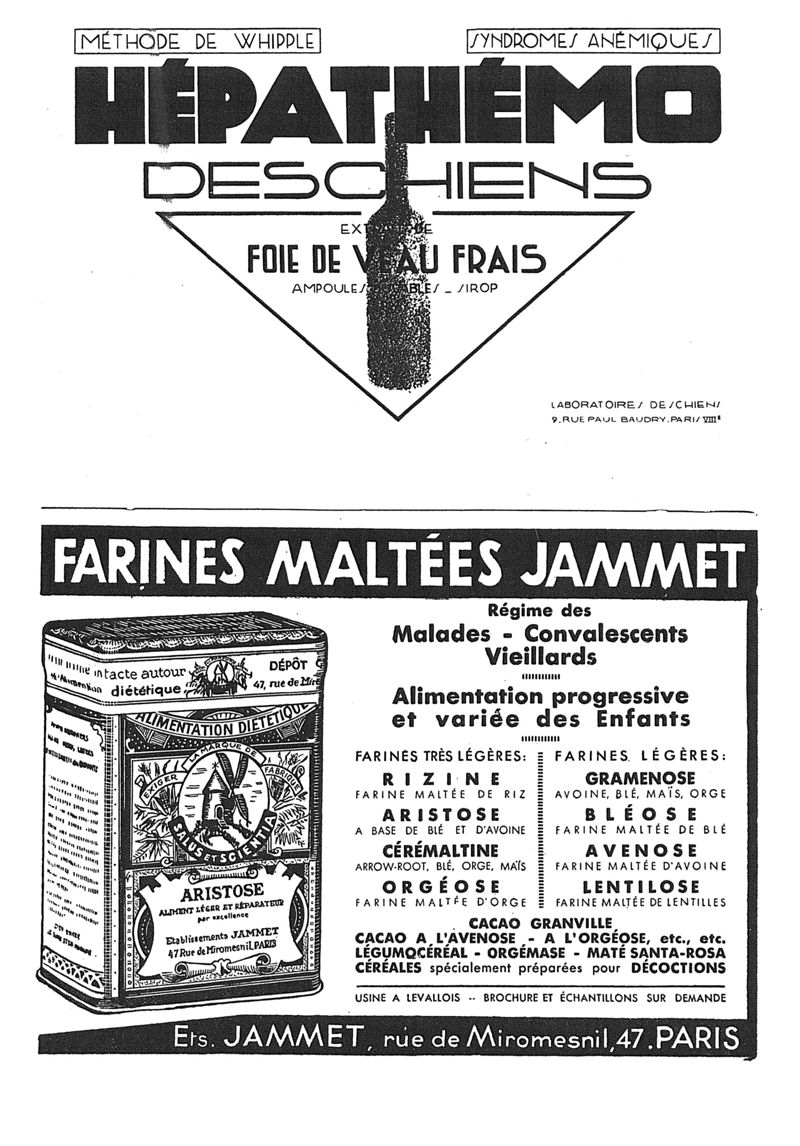 MÉTHODE DE WHIPPLE
SYNDROMES ANÉMIQUES
HÉPATHÉMO
DESCHIENS
EXTRAIT DE
FOIE DE VEAU FRAIS
AMPOULES BUVABLES _ SIROP
LABORATOIRES DESCHIENS
9, RUE PAUL BAUDRY. PARIS VIIIᵉ
FARINES MALTÉES JAMMET
intacte autour
diététique
DÉPÔT
47, rue de Miro
ALIMENTATION DIÉTÉTIQUE
EXIGER LA MARQUE DE FABRIQUE
SALUS ET SCIENTIA
ARISTOSE
ALIMENT LÉGER ET RÉPARATEUR
par excellence
Etablissements JAMMET
47 Rue de Miromesnil, PARIS
Régime des
Malades - Convalescents
Vieillards
Alimentation progressive
et variée des Enfants
FARINES TRÈS LÉGÈRES:
RIZINE
FARINE MALTÉE DE RIZ
ARISTOSE
A BASE DE BLÉ ET D'AVOINE
CÉRÉMALTINE
ARROW-ROOT, BLÉ, ORGE, MAÏS
ORGÉOSE
FARINE MALTÉE D'ORGE
FARINES LÉGÈRES:
GRAMENOSE
AVOINE, BLÉ, MAÏS, ORGE
BLÉOSE
FARINE MALTÉE DE BLÉ
AVENOSE
FARINE MALTÉE D'AVOINE
LENTILOSE
FARINE MALTÉE DE LENTILLES
CACAO GRANVILLE
CACAO A L'AVENOSE - A L'ORGÉOSE, etc., etc.
LÉGUMOCÉRÉAL - ORGÉMASE - MATÉ SANTA-ROSA
CÉRÉALES spécialement préparées pour DÉCOCTIONS
USINE A LEVALLOIS -- BROCHURE ET ÉCHANTILLONS SUR DEMANDE
Ets. JAMMET, rue de Miromesnil, 47. PARIS